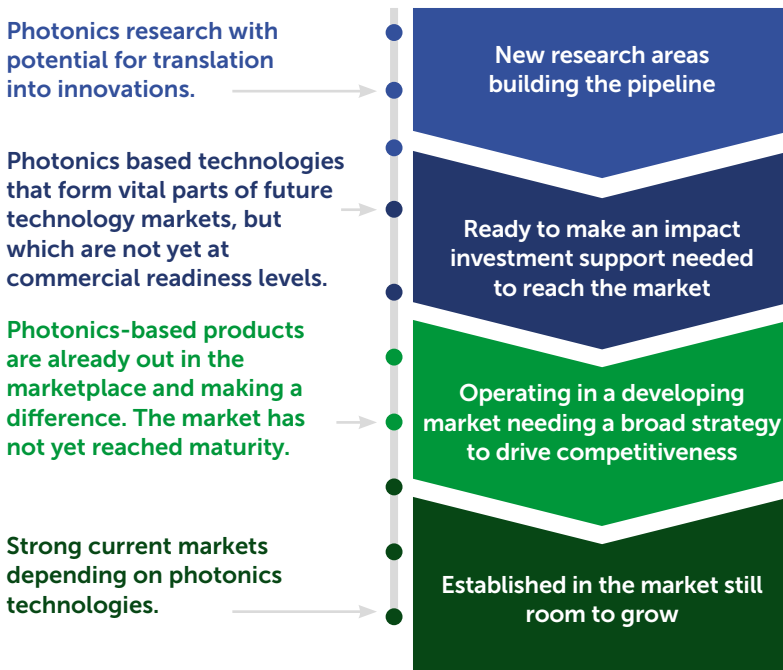 Photonics research with
potential for translation
into innovations.
New research areas
building the pipeline
Photonics based technologies
that form vital parts of future
technology markets, but
which are not yet at
commercial readiness levels.
Ready to make an impact
investment support needed
to reach the market
Photonics-based products
are already out in the
marketplace and making a
difference. The market has
not yet reached maturity.
Operating in a developing
market needing a broad strategy
to drive competitiveness
Strong current markets
depending on photonics
technologies.
Established in the market still
room to grow